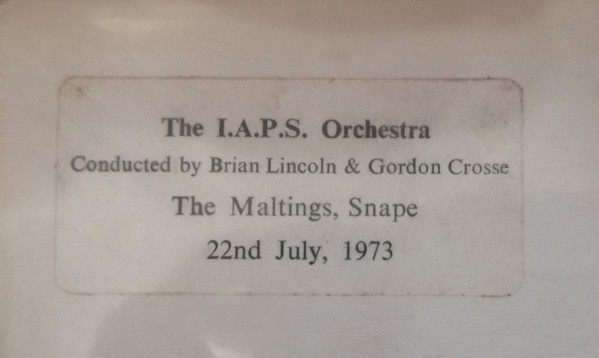 The I.A.P.S. Orchestra
Conducted by Brian Lincoln & Gordon Crosse
The Maltings, Snape
22nd July, 1973